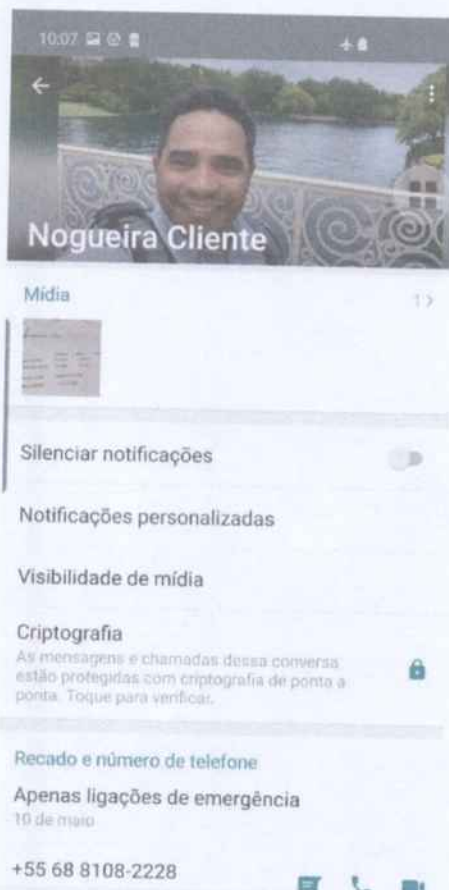 10:07
Nogueira Cliente
Mídia
1 >
Silenciar notificações
Notificações personalizadas
Visibilidade de mídia
Criptografia
As mensagens e chamadas dessa conversa
estão protegidas com criptografia de ponta a
ponta. Toque para verificar.
Recado e número de telefone
Apenas ligações de emergência
10 de maio
+55 68 8108-2228